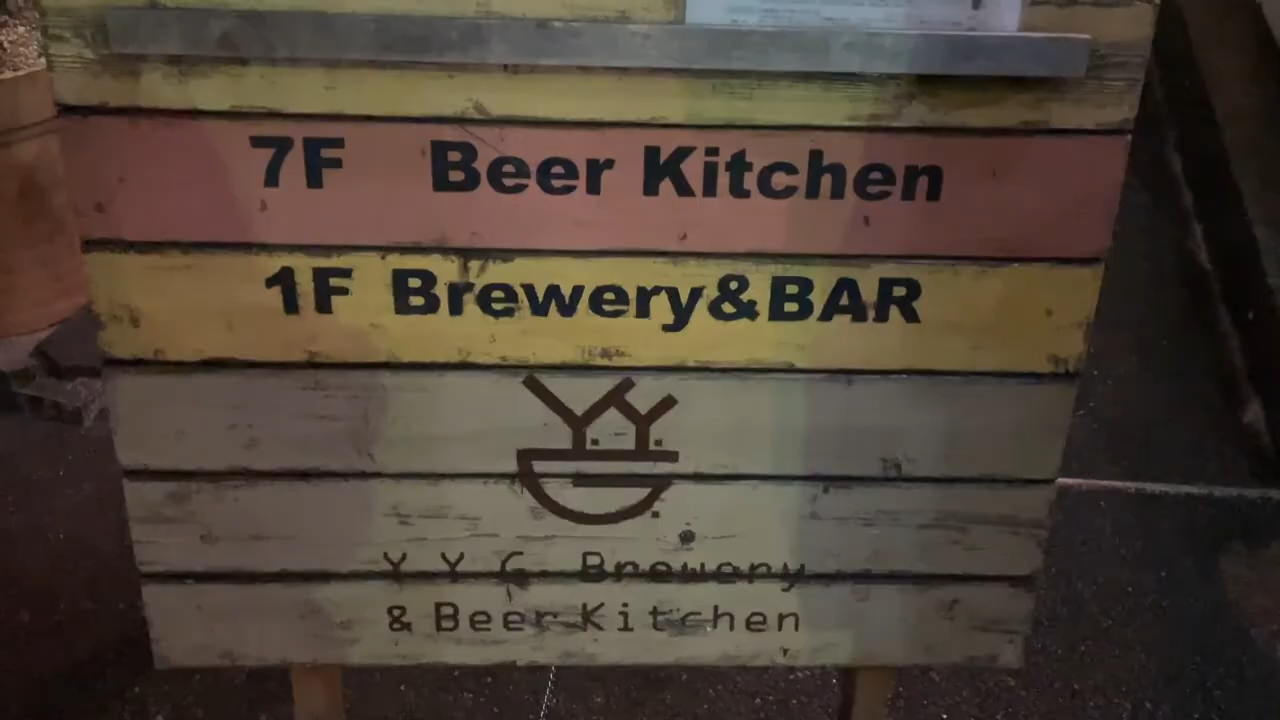 7F Beer Kitchen
1F Brewery&BAR
Y Y G Brewery
& Beer Kitchen